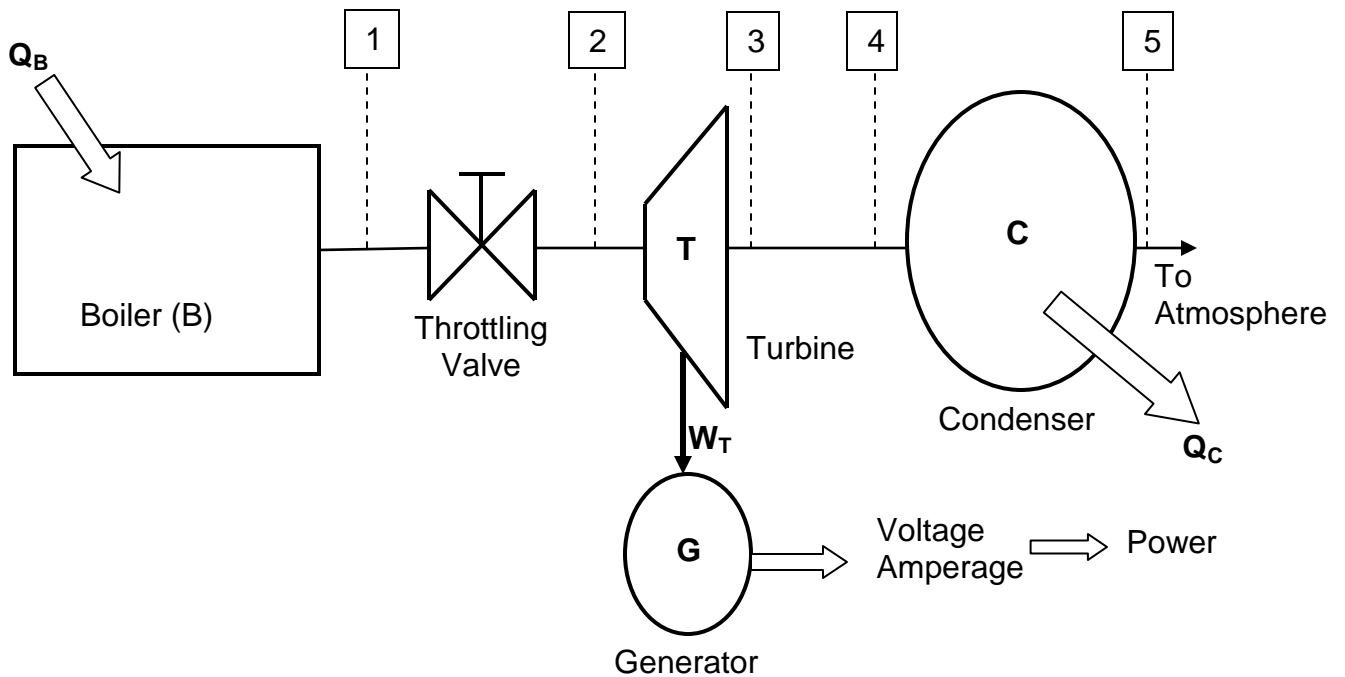 1
2
3
4
5
Q_B
Boiler (B)
Throttling
Valve
T
Turbine
W_T
C
Condenser
To
Atmosphere
Q_C
G
Generator
Voltage
Amperage
Power